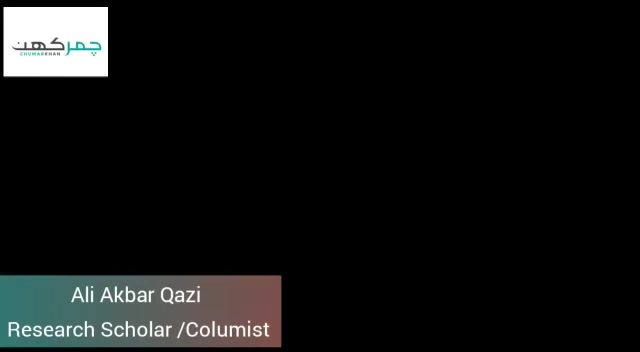 چمرکھن
CHUMARKHAN
Ali Akbar Qazi
Research Scholar /Columist